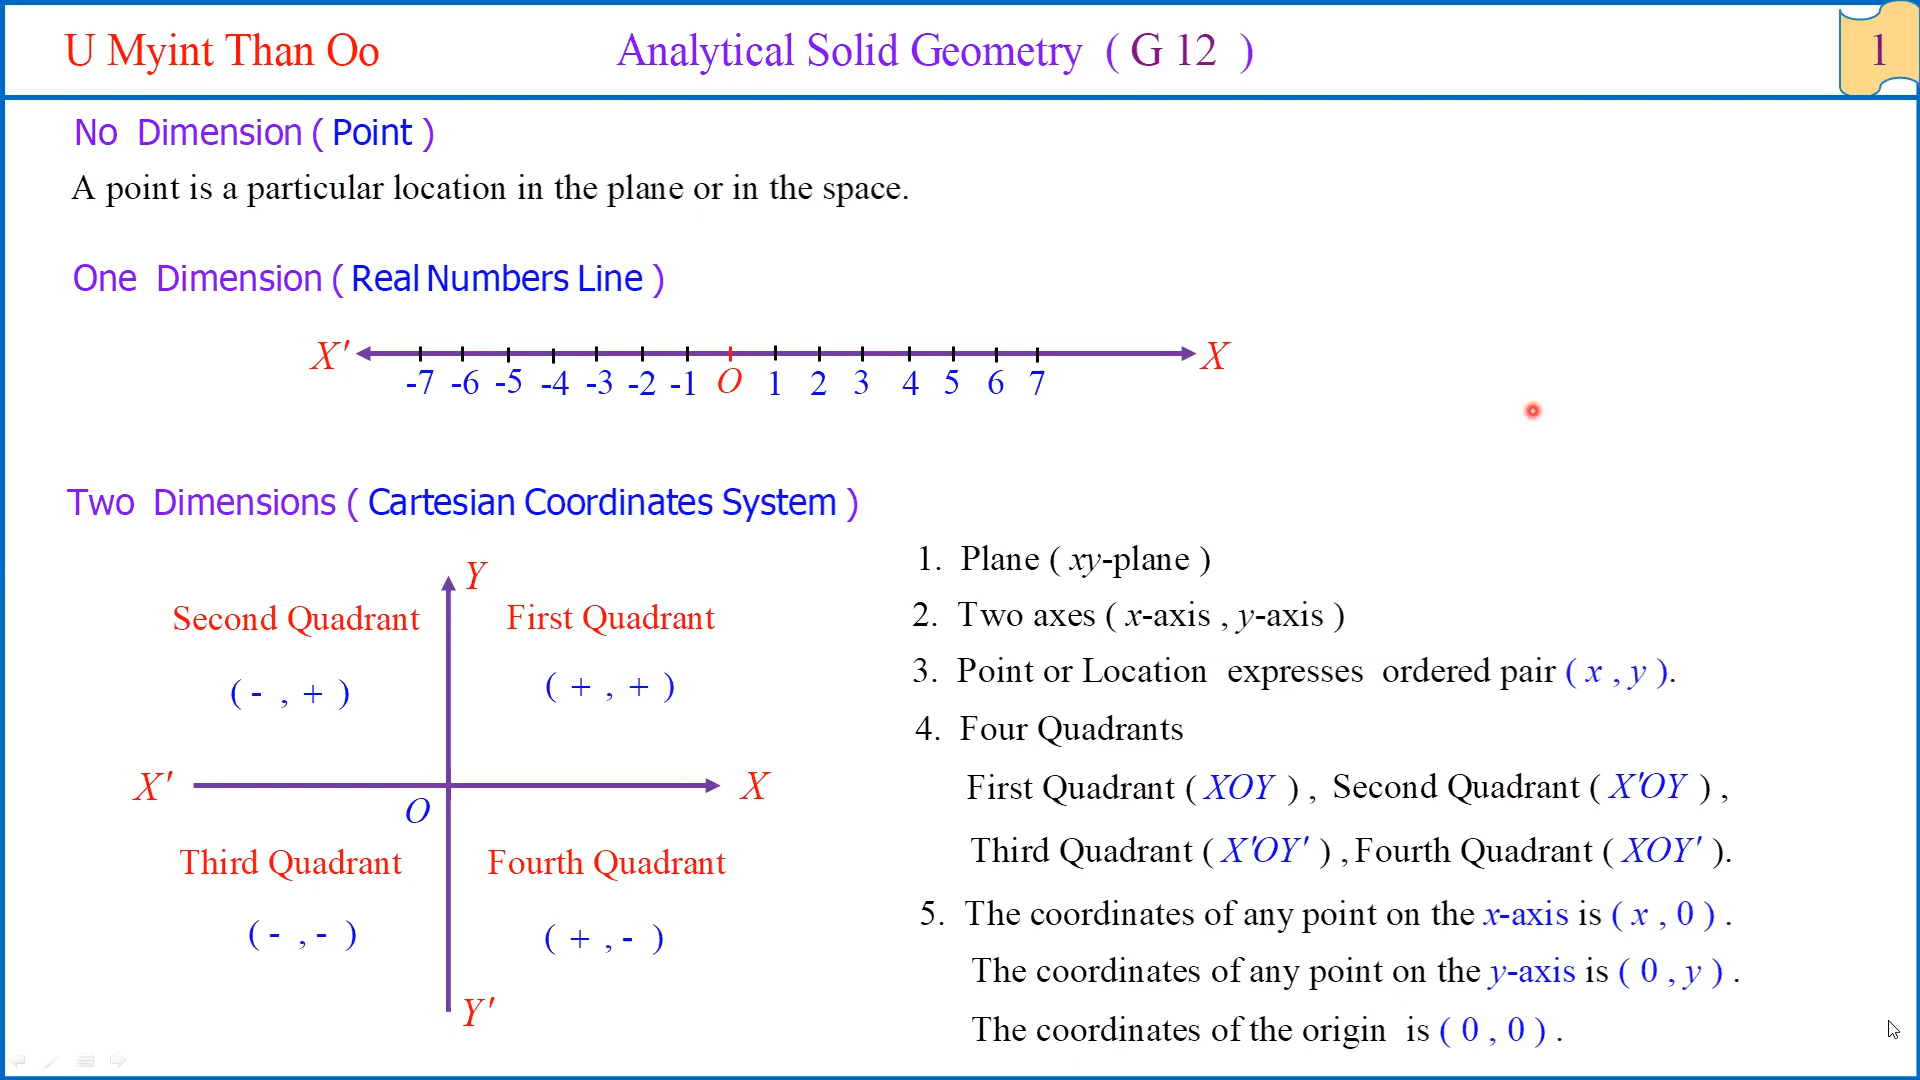 U Myint Than Oo
Analytical Solid Geometry ( G 12 )
1
No Dimension ( Point )
A point is a particular location in the plane or in the space.
One Dimension ( Real Numbers Line )
X′ X
-7 -6 -5 -4 -3 -2 -1 O 1 2 3 4 5 6 7
Two Dimensions ( Cartesian Coordinates System )
Y
Second Quadrant First Quadrant
( - , + ) ( + , + )
X′ X
O
Third Quadrant Fourth Quadrant
( - , - ) ( + , - )
Y′
1. Plane ( xy-plane )
2. Two axes ( x-axis , y-axis )
3. Point or Location expresses ordered pair ( x , y ).
4. Four Quadrants
First Quadrant ( XOY ) , Second Quadrant ( X′OY ) ,
Third Quadrant ( X′OY′ ) , Fourth Quadrant ( XOY′ ).
5. The coordinates of any point on the x-axis is ( x , 0 ) .
The coordinates of any point on the y-axis is ( 0 , y ) .
The coordinates of the origin is ( 0 , 0 ) .